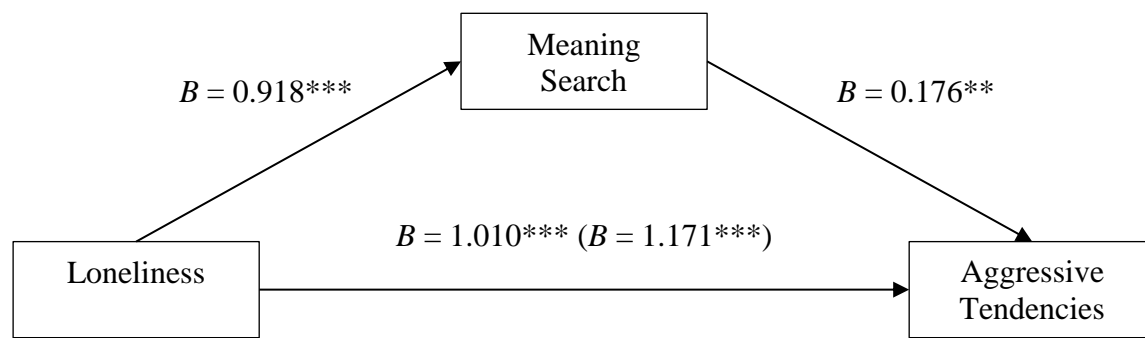 Meaning
Search
B = 0.918***
B = 0.176**
B = 1.010*** (B = 1.171***)
Loneliness
Aggressive
Tendencies